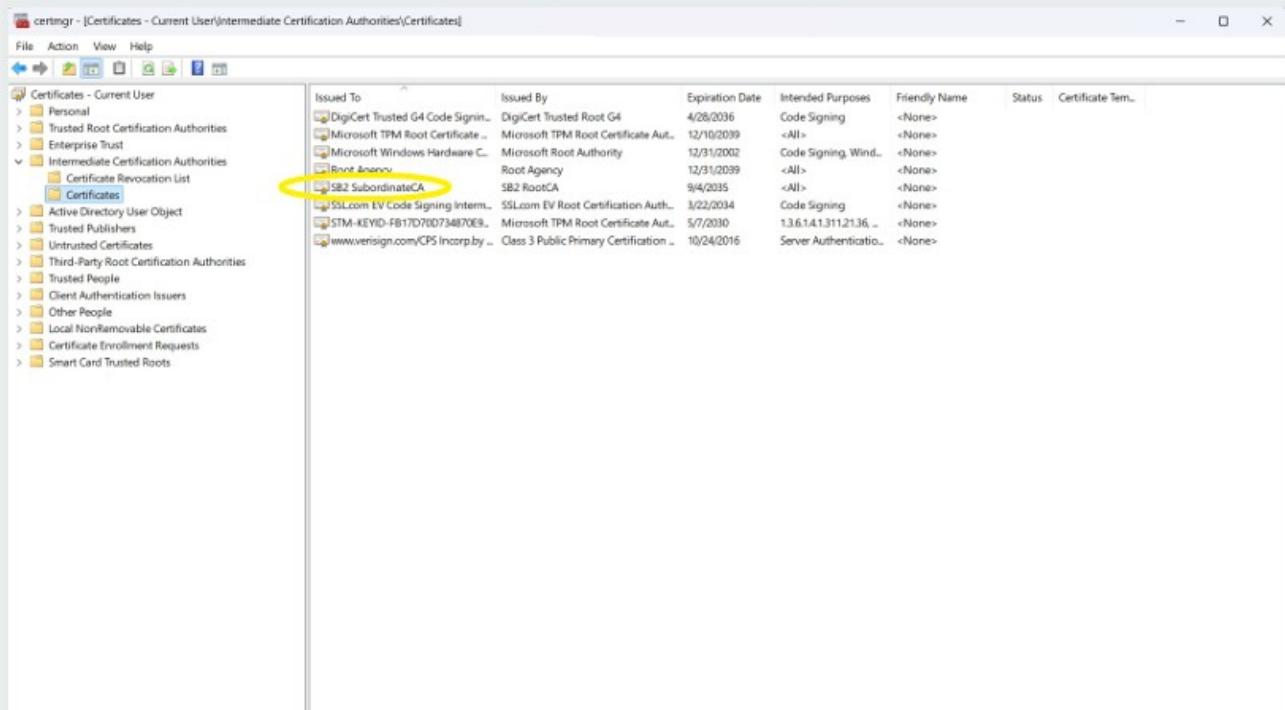 certmgr - [Certificates - Current User\Intermediate Certification Authorities\Certificates]
File Action View Help
Certificates - Current User
Personal
Trusted Root Certification Authorities
Enterprise Trust
Intermediate Certification Authorities
Certificate Revocation List
Certificates
Active Directory User Object
Trusted Publishers
Untrusted Certificates
Third-Party Root Certification Authorities
Trusted People
Client Authentication Issuers
Other People
Local NonRemovable Certificates
Certificate Enrollment Requests
Smart Card Trusted Roots
Issued To Issued By Expiration Date Intended Purposes Friendly Name Status Certificate Tem...
DigiCert Trusted G4 Code Signin... DigiCert Trusted Root G4 4/28/2036 Code Signing <None>
Microsoft TPM Root Certificate ... Microsoft TPM Root Certificate Aut... 12/10/2039 <All> <None>
Microsoft Windows Hardware C... Microsoft Root Authority 12/31/2002 Code Signing, Wind... <None>
Root Agency Root Agency 12/31/2039 <All> <None>
SB2 SubordinateCA SB2 RootCA 9/4/2035 <All> <None>
SSL.com EV Code Signing Interm... SSL.com EV Root Certification Auth... 3/22/2034 Code Signing <None>
STM-KEYID-FB17D70D734870E9... Microsoft TPM Root Certificate Aut... 5/7/2030 1.3.6.1.4.1.311.21.36, ... <None>
www.verisign.com/CPS Incorp.by ... Class 3 Public Primary Certification ... 10/24/2016 Server Authenticatio... <None>